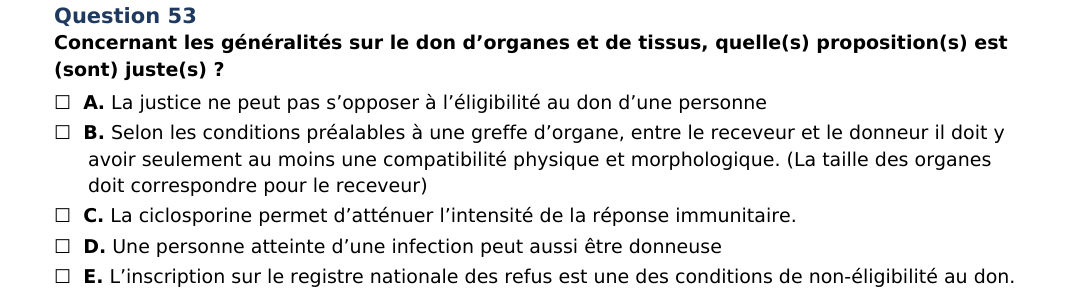 Question 53
Concernant les généralités sur le don d’organes et de tissus, quelle(s) proposition(s) est
(sont) juste(s) ?
☐ A. La justice ne peut pas s’opposer à l’éligibilité au don d’une personne
☐ B. Selon les conditions préalables à une greffe d’organe, entre le receveur et le donneur il doit y
avoir seulement au moins une compatibilité physique et morphologique. (La taille des organes
doit correspondre pour le receveur)
☐ C. La ciclosporine permet d’atténuer l’intensité de la réponse immunitaire.
☐ D. Une personne atteinte d’une infection peut aussi être donneuse
☐ E. L’inscription sur le registre nationale des refus est une des conditions de non-éligibilité au don.